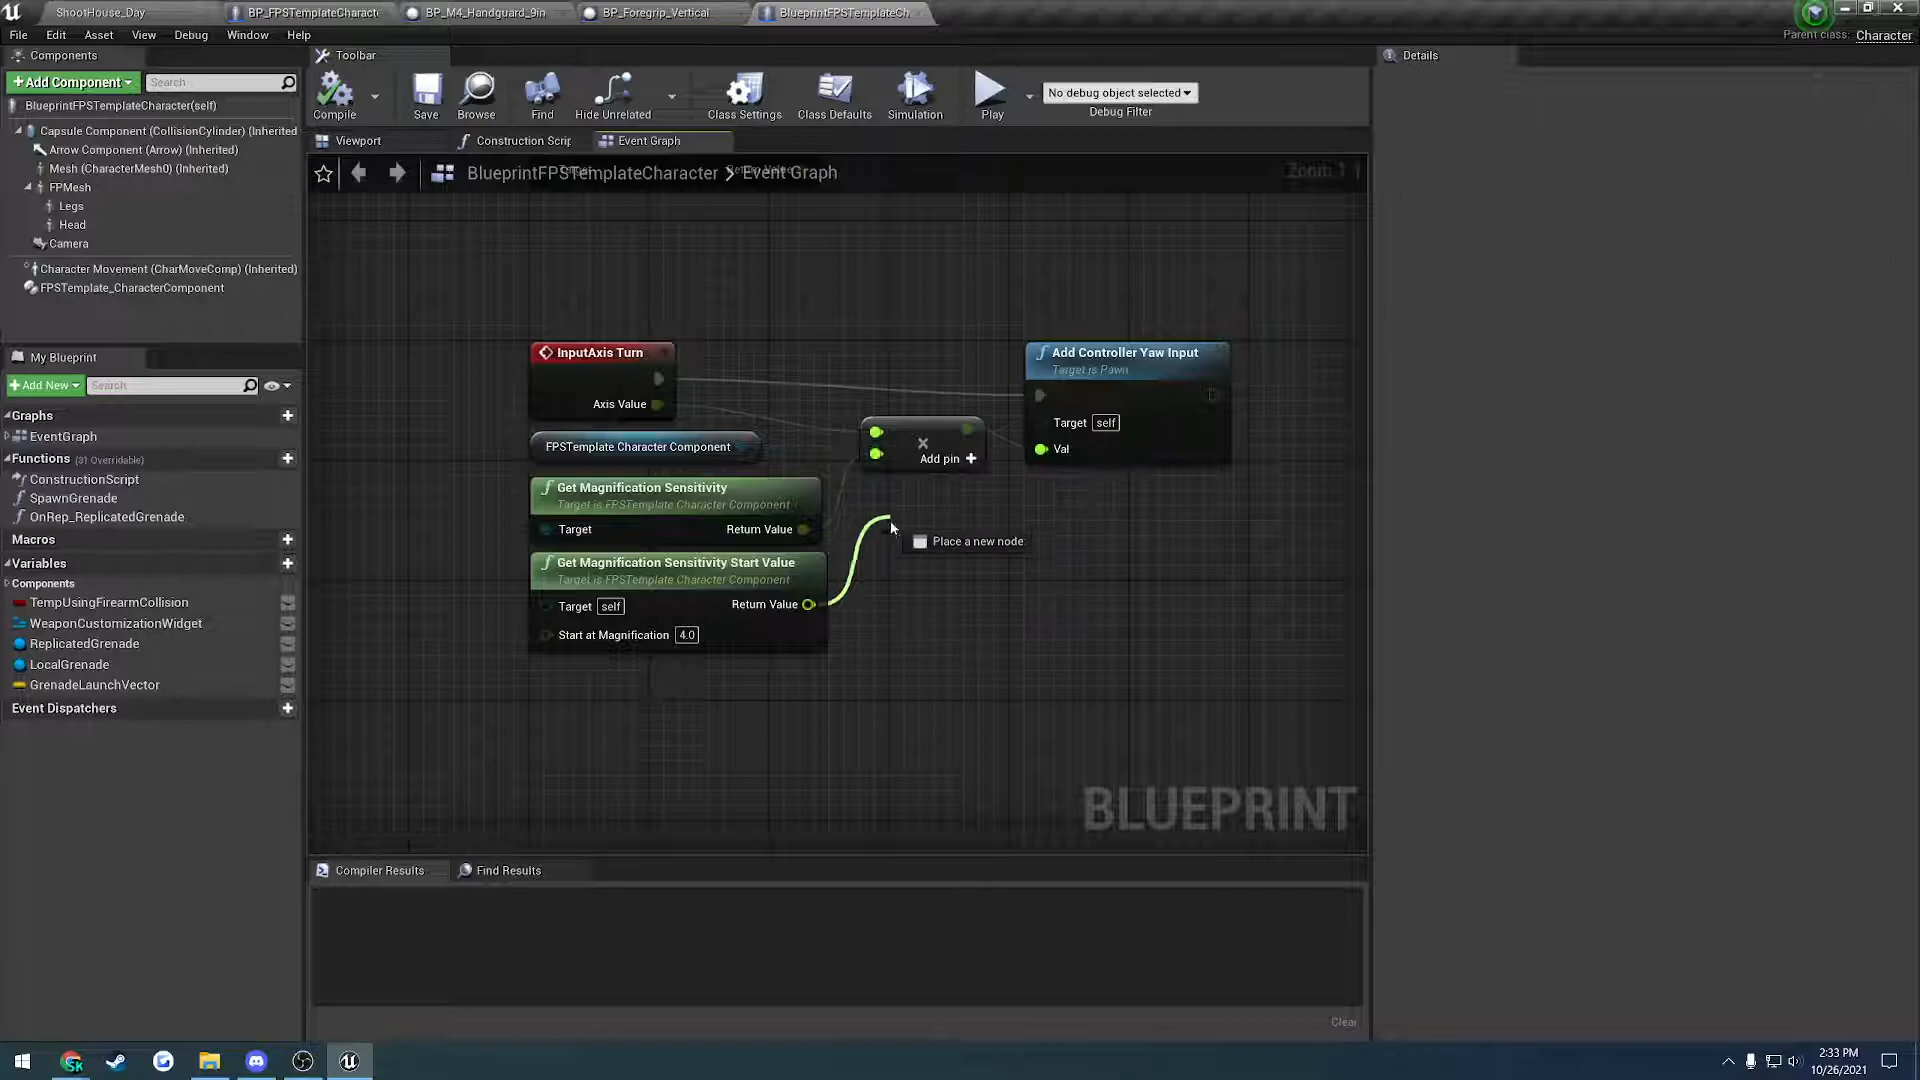 ShootHouse_Day
BP_FPSTemplateCharact
BP_M4_Handguard_9in
BP_Foregrip_Vertical
BlueprintFPSTemplateCh
File Edit Asset View Debug Window Help
Parent class: Character
Components
Toolbar
Details
+Add Component
Search
BlueprintFPSTemplateCharacter(self)
Capsule Component (CollisionCylinder) (Inherited
Arrow Component (Arrow) (Inherited)
Mesh (CharacterMesh0) (Inherited)
FPMesh
Legs
Head
Camera
Character Movement (CharMoveComp) (Inherited)
FPSTemplate_CharacterComponent
Compile
Save
Browse
Find
Hide Unrelated
Class Settings
Class Defaults
Simulation
Play
No debug object selected
Debug Filter
Viewport
Construction Scrip
Event Graph
BlueprintFPSTemplateCharacter > Event Graph
InputAxis Turn
Axis Value
FPSTemplate Character Component
Get Magnification Sensitivity
Target is FPSTemplate Character Component
Target
Return Value
Get Magnification Sensitivity Start Value
Target is FPSTemplate Character Component
Target self
Return Value
Start at Magnification 4.0
Add pin +
Add Controller Yaw Input
Target is Pawn
Target self
Val
Place a new node
BLUEPRINT
My Blueprint
+Add New
Search
Graphs
EventGraph
Functions (31 Overridable)
ConstructionScript
SpawnGrenade
OnRep_ReplicatedGrenade
Macros
Variables
Components
TempUsingFirearmCollision
WeaponCustomizationWidget
ReplicatedGrenade
LocalGrenade
GrenadeLaunchVector
Event Dispatchers
Compiler Results
Find Results
Clear
2:33 PM
10/26/2021